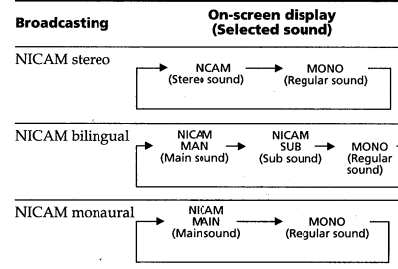 Broadcasting On-screen display
(Selected sound)
NICAM stereo
NCAM MONO
(Stereo sound) (Regular sound)
NICAM bilingual
NICAM NICAM
MAN SUB MONO
(Main sound) (Sub sound) (Regular
sound)
NICAM monaural
NICAM
MAIN MONO
(Mainsound) (Regular sound)